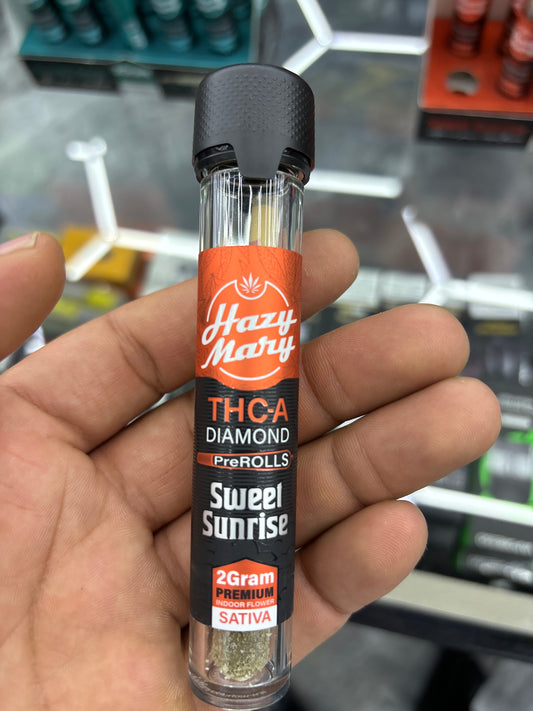 Hazy
Mary
THC-A
DIAMOND
PreROLLS
Sweet
Sunrise
2Gram
PREMIUM
INDOOR FLOWER
SATIVA